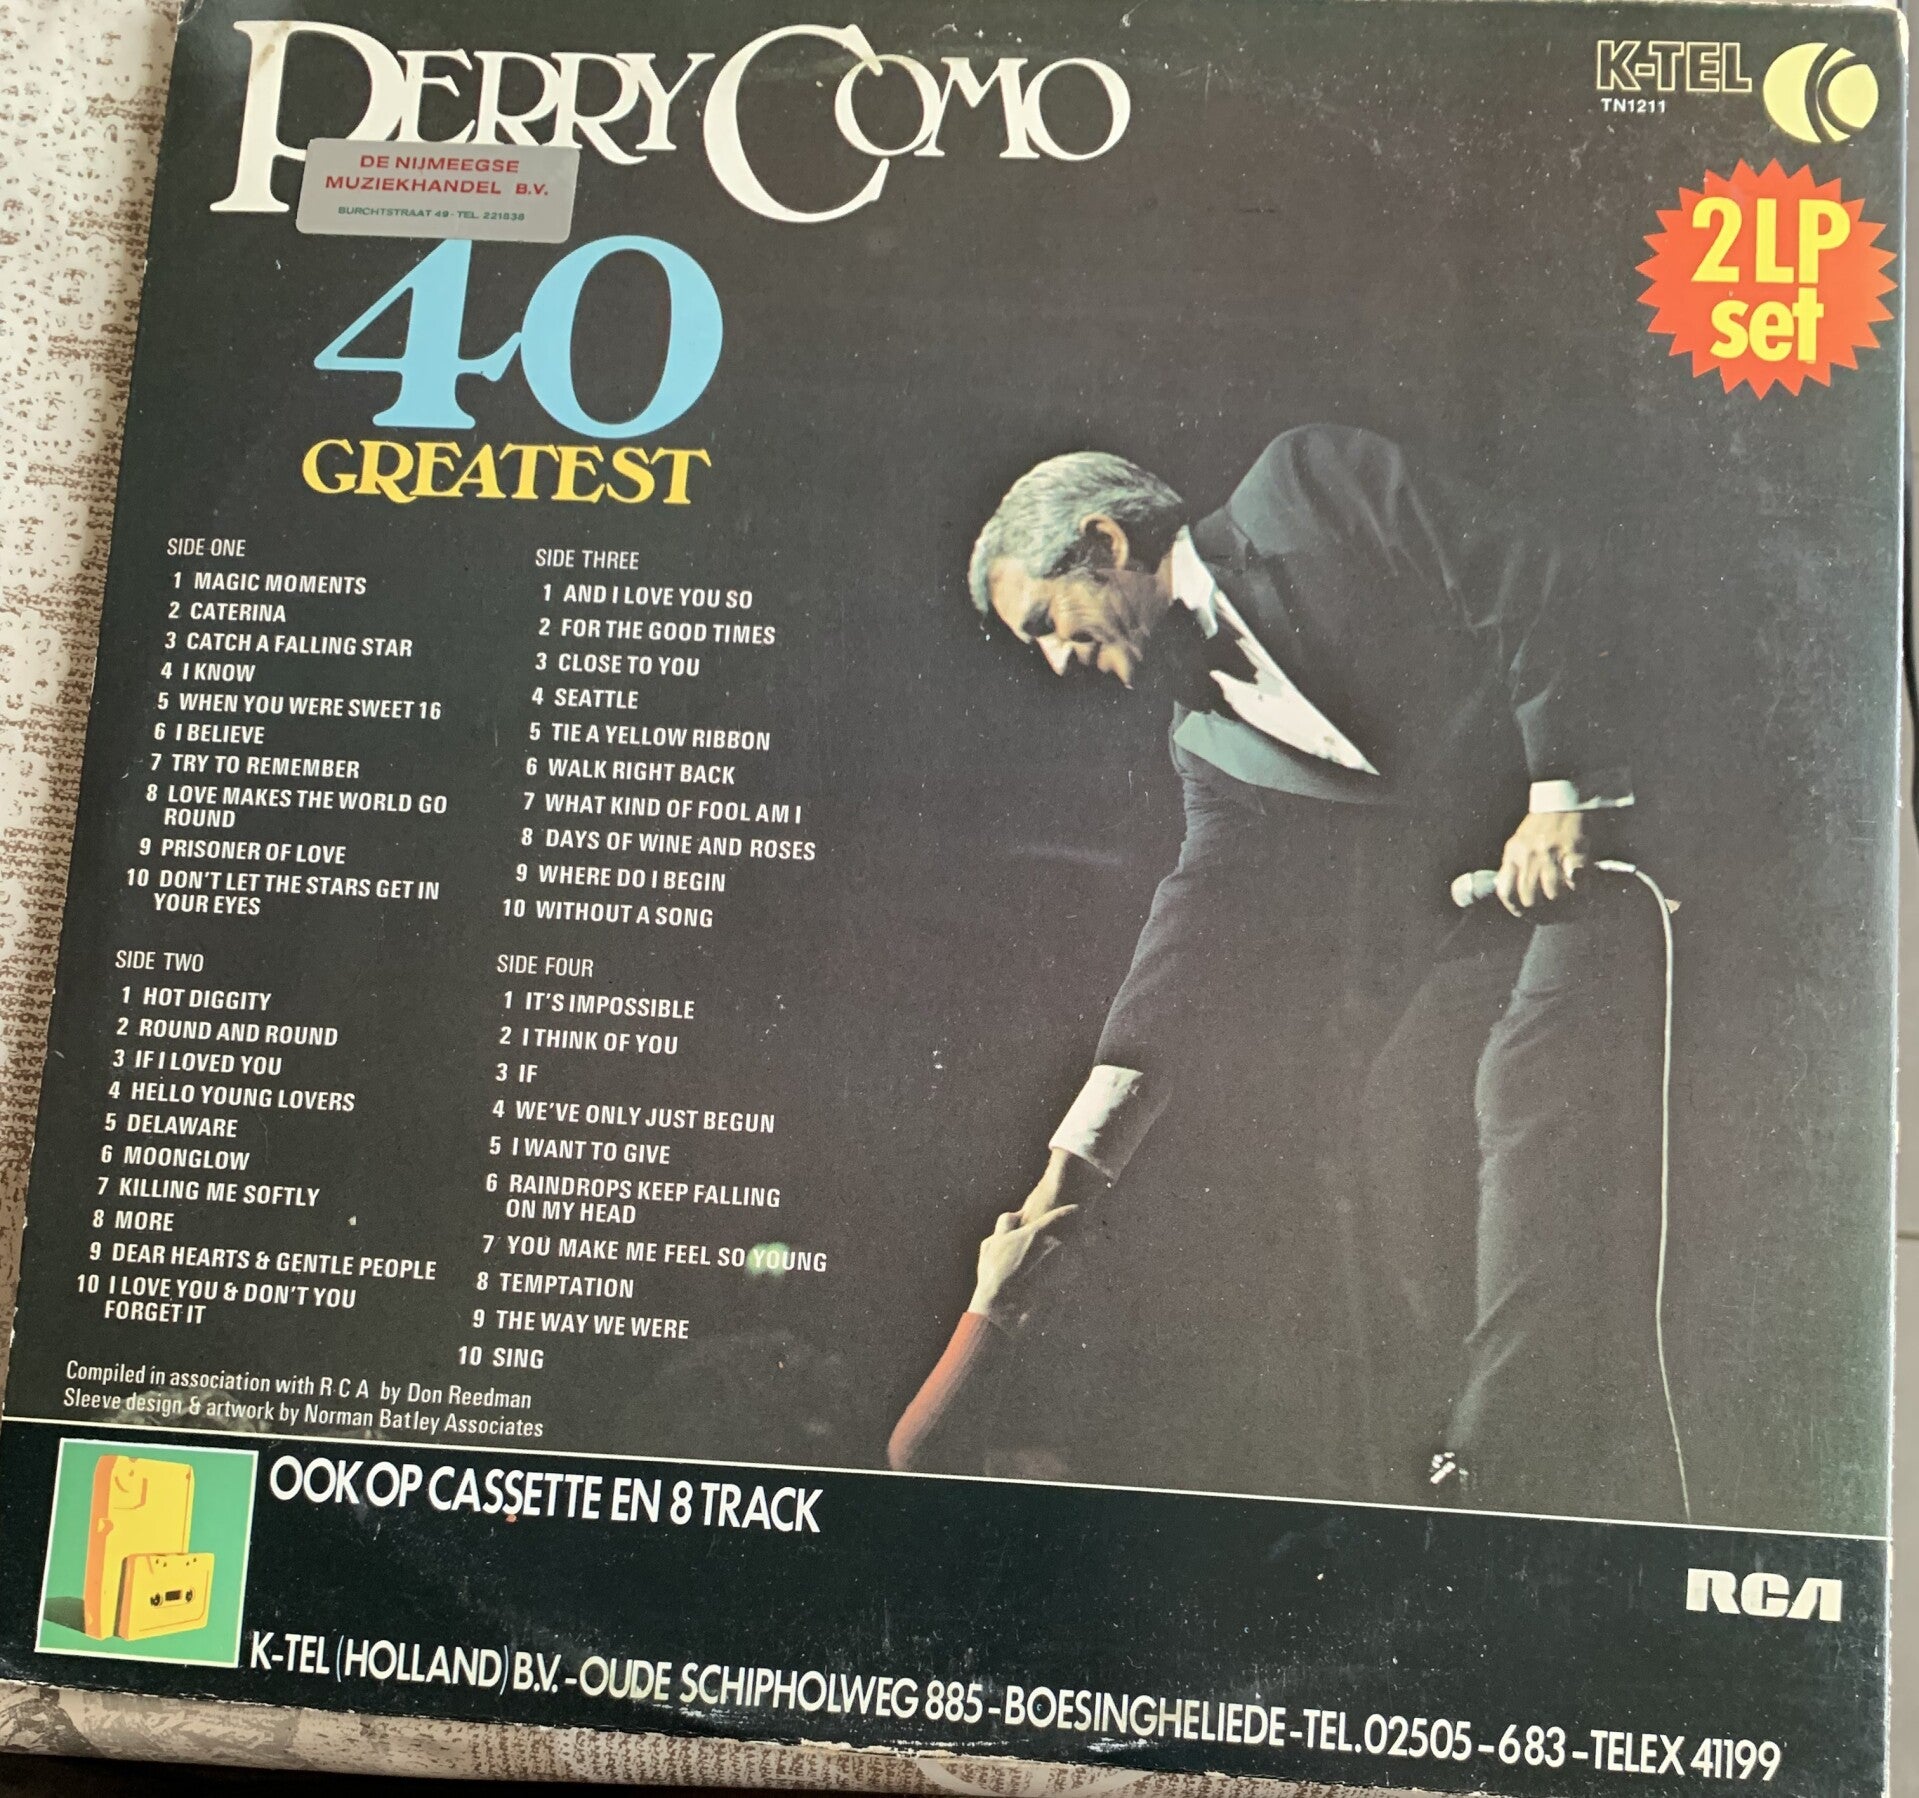 PERRY COMO
K-TEL
TN1211
DE NIJMEEGSE
MUZIEKHANDEL B.V.
BURCHTSTRAAT 49 - TEL. 221838
2 LP
set
40
GREATEST
SIDE ONE
1 MAGIC MOMENTS
2 CATERINA
3 CATCH A FALLING STAR
4 I KNOW
5 WHEN YOU WERE SWEET 16
6 I BELIEVE
7 TRY TO REMEMBER
8 LOVE MAKES THE WORLD GO
ROUND
9 PRISONER OF LOVE
10 DON'T LET THE STARS GET IN
YOUR EYES
SIDE TWO
1 HOT DIGGITY
2 ROUND AND ROUND
3 IF I LOVED YOU
4 HELLO YOUNG LOVERS
5 DELAWARE
6 MOONGLOW
7 KILLING ME SOFTLY
8 MORE
9 DEAR HEARTS & GENTLE PEOPLE
10 I LOVE YOU & DON'T YOU
FORGET IT
SIDE THREE
1 AND I LOVE YOU SO
2 FOR THE GOOD TIMES
3 CLOSE TO YOU
4 SEATTLE
5 TIE A YELLOW RIBBON
6 WALK RIGHT BACK
7 WHAT KIND OF FOOL AM I
8 DAYS OF WINE AND ROSES
9 WHERE DO I BEGIN
10 WITHOUT A SONG
SIDE FOUR
1 IT'S IMPOSSIBLE
2 I THINK OF YOU
3 IF
4 WE'VE ONLY JUST BEGUN
5 I WANT TO GIVE
6 RAINDROPS KEEP FALLING
ON MY HEAD
7 YOU MAKE ME FEEL SO YOUNG
8 TEMPTATION
9 THE WAY WE WERE
10 SING
Compiled in association with R C A by Don Reedman
Sleeve design & artwork by Norman Batley Associates
OOK OP CASSETTE EN 8 TRACK
RCA
K-TEL (HOLLAND) B.V. - OUDE SCHIPHOLWEG 885 - BOESINGHELIEDE - TEL. 02505 - 683 - TELEX 41199